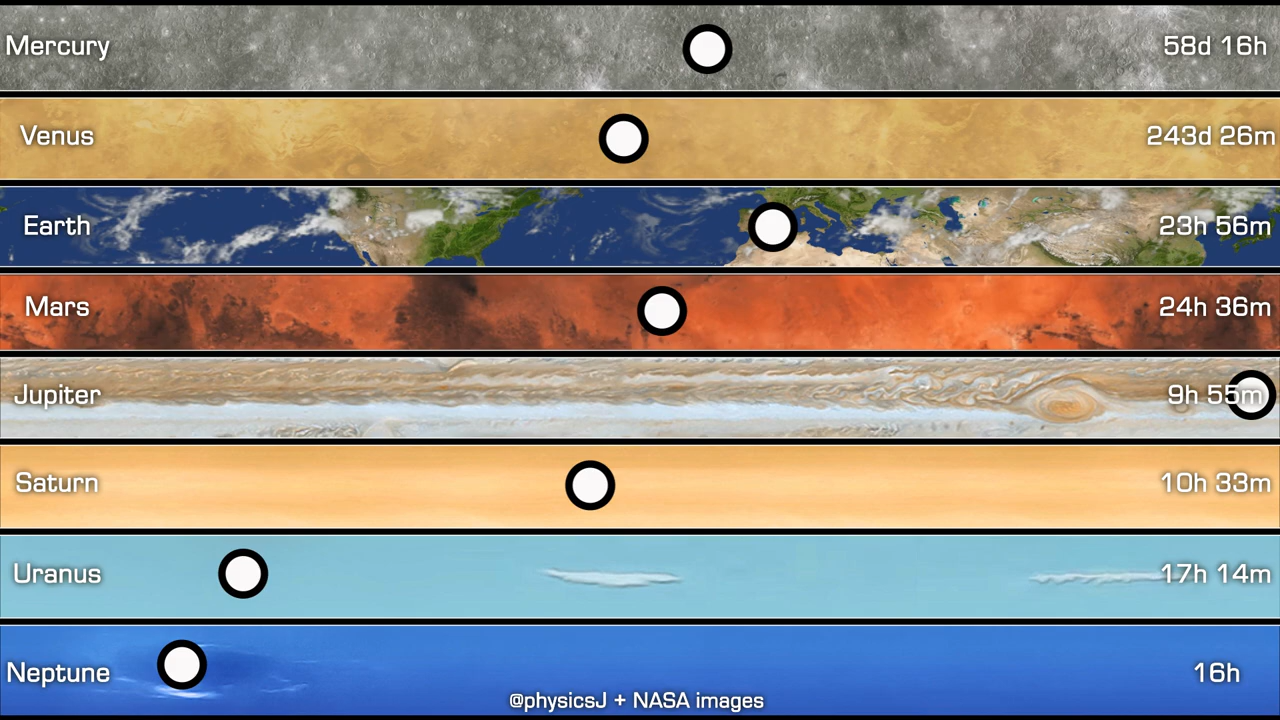 Mercury 58d 16h
Venus 243d 26m
Earth 23h 56m
Mars 24h 36m
Jupiter 9h 55m
Saturn 10h 33m
Uranus 17h 14m
Neptune 16h
@physicsJ + NASA images